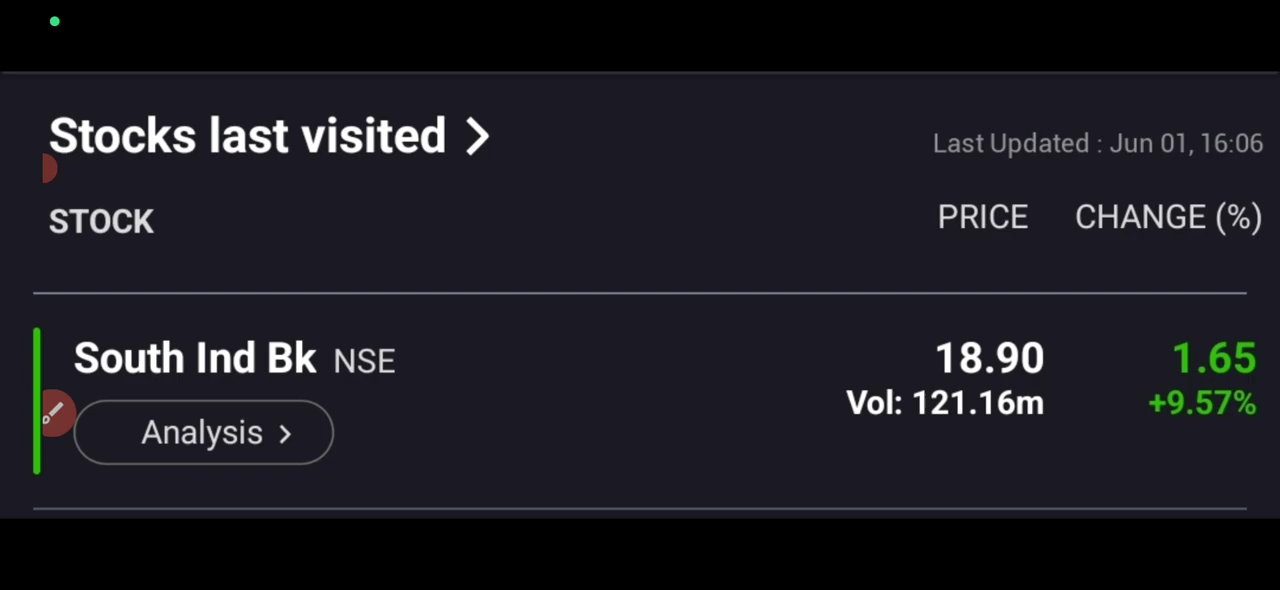 Stocks last visited
Last Updated : Jun 01, 16:06
STOCK PRICE CHANGE (%)
South Ind Bk NSE 18.90 1.65
Vol: 121.16m +9.57%
Analysis